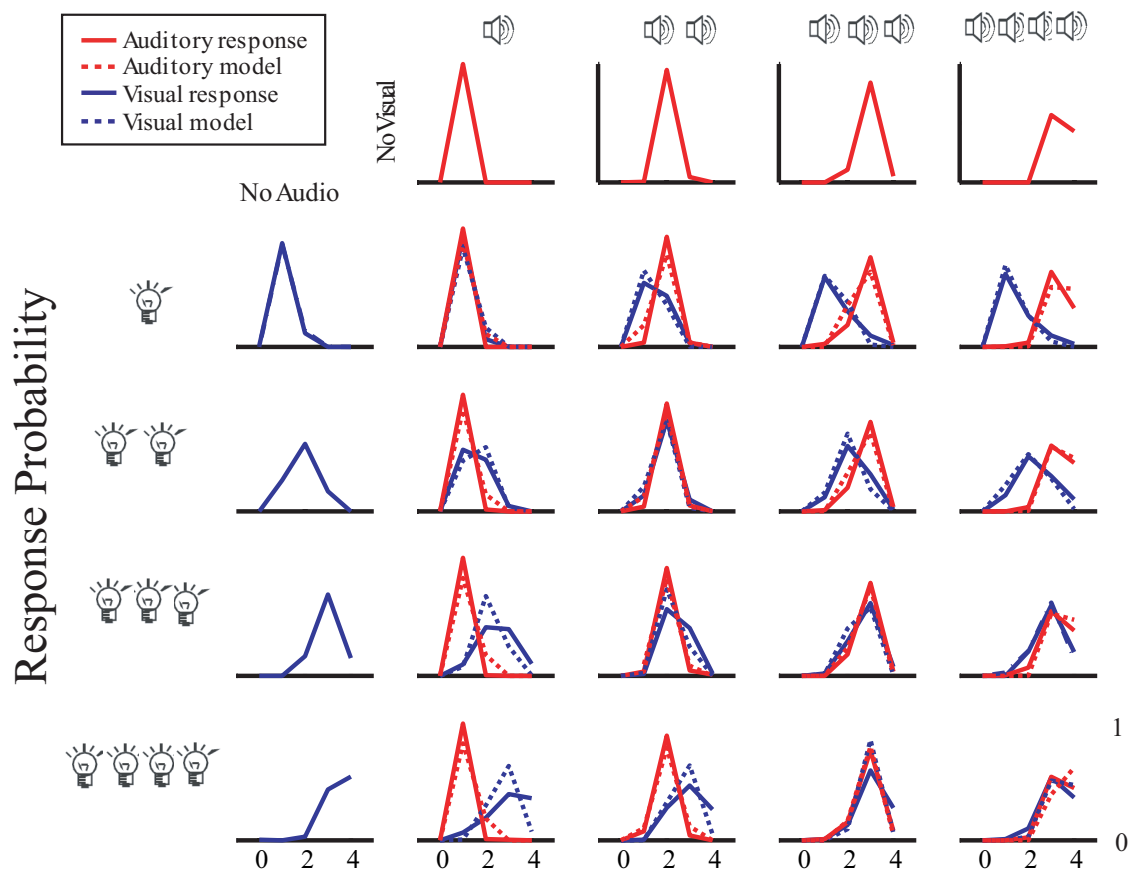 Auditory response
Auditory model
Visual response
Visual model
No Visual
No Audio
Response Probability
1
0
0 2 4 0 2 4 0 2 4 0 2 4 0 2 4